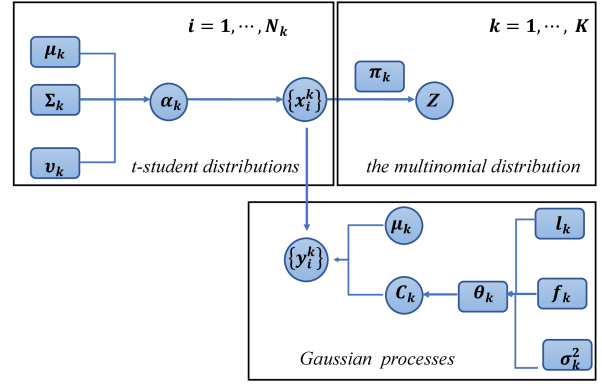 i = 1, ⋯, N_k
k = 1, ⋯, K
μ_k
π_k
Σ_k
α_k
{x_i^k}
Z
υ_k
t-student distributions
the multinomial distribution
μ_k
l_k
{y_i^k}
C_k
θ_k
f_k
Gaussian processes
σ_k^2